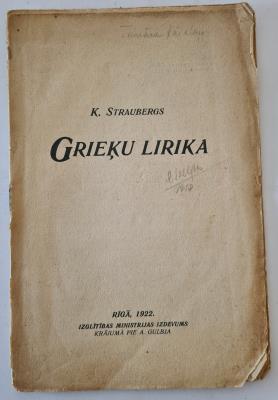 K. STRAUBERGS
GRIEĶU LIRIKA
RĪGĀ, 1922.
IZGLĪTĪBAS MINISTRIJAS IZDEVUMS
KRĀJUMĀ PIE A. GULBJA